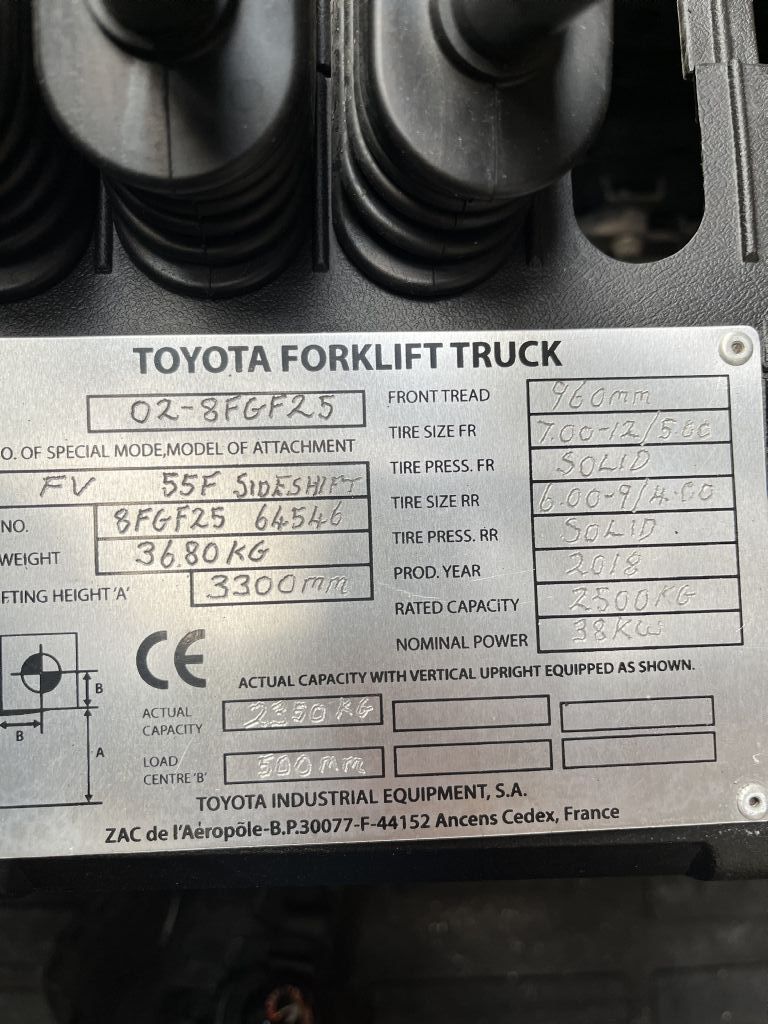 TOYOTA FORKLIFT TRUCK
02-8FGF25
O. OF SPECIAL MODE,MODEL OF ATTACHMENT
FV 55F SIDESHIFT
NO. 8FGF25 64546
WEIGHT 3680KG
FTING HEIGHT 'A' 3300mm
FRONT TREAD 960mm
TIRE SIZE FR 7.00-12/5.00
TIRE PRESS. FR SOLID
TIRE SIZE RR 6.00-9/4.00
TIRE PRESS. RR SOLID.
PROD. YEAR 2018
RATED CAPACITY 2500KG
NOMINAL POWER 38KW
CE
ACTUAL CAPACITY WITH VERTICAL UPRIGHT EQUIPPED AS SHOWN.
B
B
A
ACTUAL
CAPACITY
LOAD
CENTRE 'B' 500mm
TOYOTA INDUSTRIAL EQUIPMENT, S.A.
ZAC de l'Aéropõle-B.P.30077-F-44152 Ancens Cedex, France